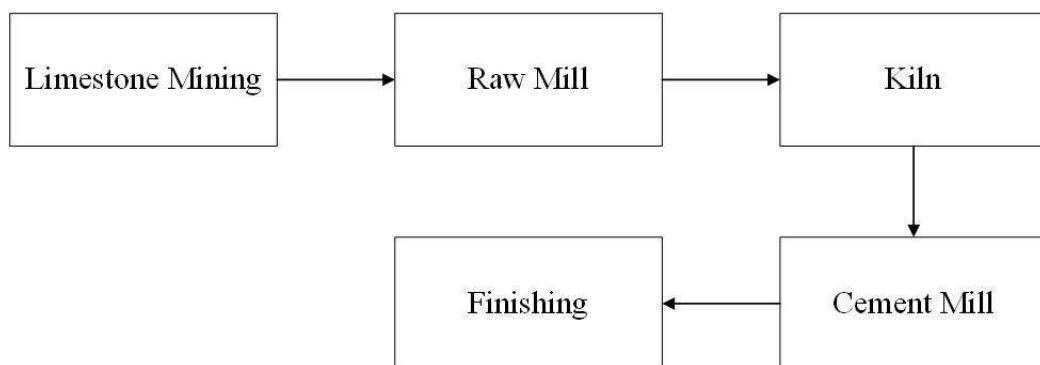 Limestone Mining
Raw Mill
Kiln
Cement Mill
Finishing